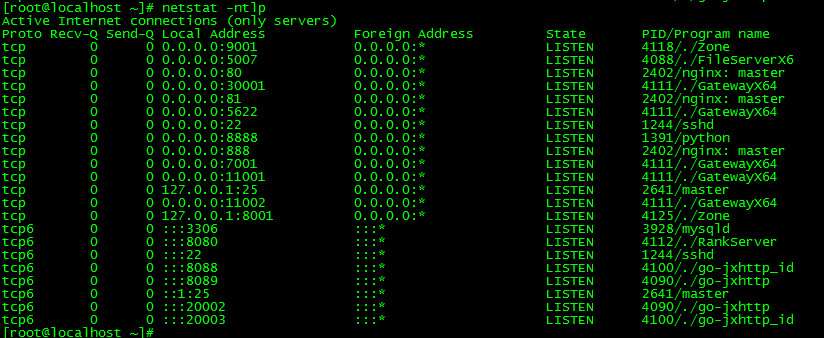 [root@localhost ~]# netstat -ntlp
Active Internet connections (only servers)
Proto Recv-Q Send-Q Local Address           Foreign Address         State       PID/Program name
tcp        0      0 0.0.0.0:9001            0.0.0.0:*               LISTEN      4118/./Zone
tcp        0      0 0.0.0.0:5007            0.0.0.0:*               LISTEN      4088/./FileServerX6
tcp        0      0 0.0.0.0:80              0.0.0.0:*               LISTEN      2402/nginx: master
tcp        0      0 0.0.0.0:30001           0.0.0.0:*               LISTEN      4111/./GatewayX64
tcp        0      0 0.0.0.0:81              0.0.0.0:*               LISTEN      2402/nginx: master
tcp        0      0 0.0.0.0:5622            0.0.0.0:*               LISTEN      4111/./GatewayX64
tcp        0      0 0.0.0.0:22              0.0.0.0:*               LISTEN      1244/sshd
tcp        0      0 0.0.0.0:8888            0.0.0.0:*               LISTEN      1391/python
tcp        0      0 0.0.0.0:888             0.0.0.0:*               LISTEN      2402/nginx: master
tcp        0      0 0.0.0.0:7001            0.0.0.0:*               LISTEN      4111/./GatewayX64
tcp        0      0 0.0.0.0:11001           0.0.0.0:*               LISTEN      4111/./GatewayX64
tcp        0      0 127.0.0.1:25            0.0.0.0:*               LISTEN      2641/master
tcp        0      0 0.0.0.0:11002           0.0.0.0:*               LISTEN      4111/./GatewayX64
tcp        0      0 127.0.0.1:8001          0.0.0.0:*               LISTEN      4125/./Zone
tcp6       0      0 :::3306                 :::*                    LISTEN      3928/mysqld
tcp6       0      0 :::8080                 :::*                    LISTEN      4112/./RankServer
tcp6       0      0 :::22                   :::*                    LISTEN      1244/sshd
tcp6       0      0 :::8088                 :::*                    LISTEN      4100/./go-jxhttp_id
tcp6       0      0 :::8089                 :::*                    LISTEN      4090/./go-jxhttp
tcp6       0      0 ::1:25                  :::*                    LISTEN      2641/master
tcp6       0      0 :::20002                :::*                    LISTEN      4090/./go-jxhttp
tcp6       0      0 :::20003                :::*                    LISTEN      4100/./go-jxhttp_id
[root@localhost ~]#